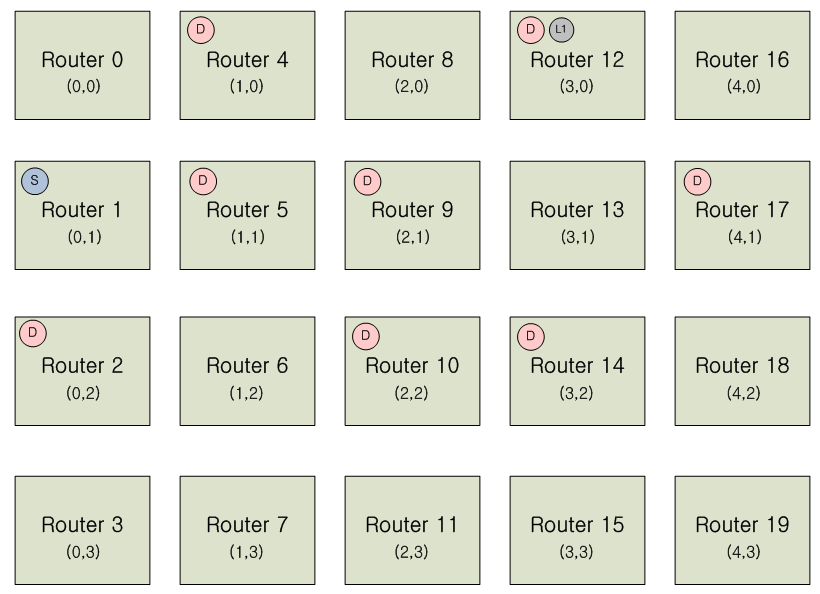 D
Router 0
(0,0)
Router 4
(1,0)
Router 8
(2,0)
D L1
Router 12
(3,0)
Router 16
(4,0)
S
Router 1
(0,1)
D
Router 5
(1,1)
D
Router 9
(2,1)
Router 13
(3,1)
D
Router 17
(4,1)
D
Router 2
(0,2)
Router 6
(1,2)
D
Router 10
(2,2)
D
Router 14
(3,2)
Router 18
(4,2)
Router 3
(0,3)
Router 7
(1,3)
Router 11
(2,3)
Router 15
(3,3)
Router 19
(4,3)